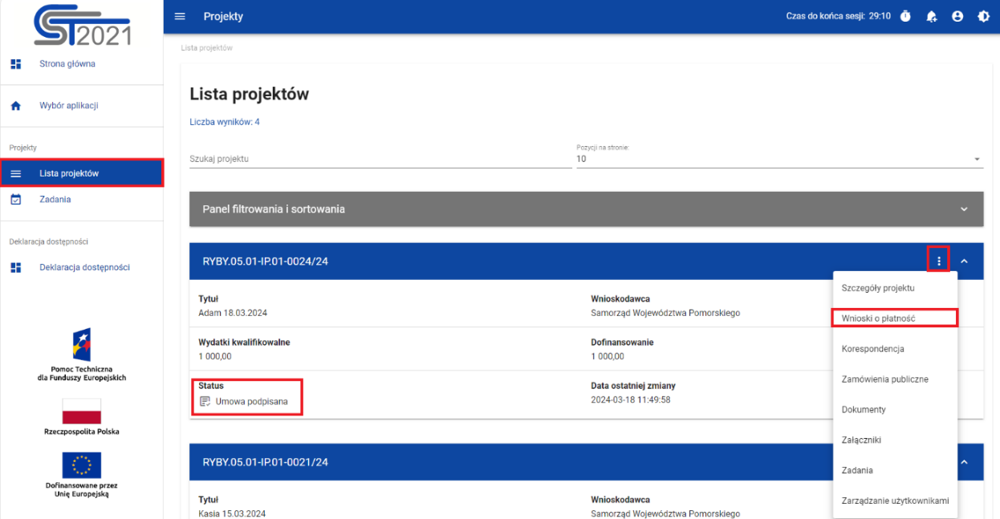 CST2021
Projekty
Czas do końca sesji: 29:10
Strona główna
Wybór aplikacji
Projekty
Lista projektów
Zadania
Deklaracja dostępności
Deklaracja dostępności
Pomoc Techniczna
dla Funduszy Europejskich
Rzeczpospolita Polska
Dofinansowane przez
Unię Europejską
Lista projektów
Lista projektów
Liczba wyników: 4
Szukaj projektu
Pozycji na stronie:
10
Panel filtrowania i sortowania
RYBY.05.01-IP.01-0024/24
Tytuł
Adam 18.03.2024
Wnioskodawca
Samorząd Województwa Pomorskiego
Wydatki kwalifikowalne
1 000,00
Dofinansowanie
1 000,00
Status
Umowa podpisana
Data ostatniej zmiany
2024-03-18 11:49:58
Szczegóły projektu
Wnioski o płatność
Korespondencja
Zamówienia publiczne
Dokumenty
Załączniki
Zadania
Zarządzanie użytkownikami
RYBY.05.01-IP.01-0021/24
Tytuł
Kasia 15.03.2024
Wnioskodawca
Samorząd Województwa Pomorskiego